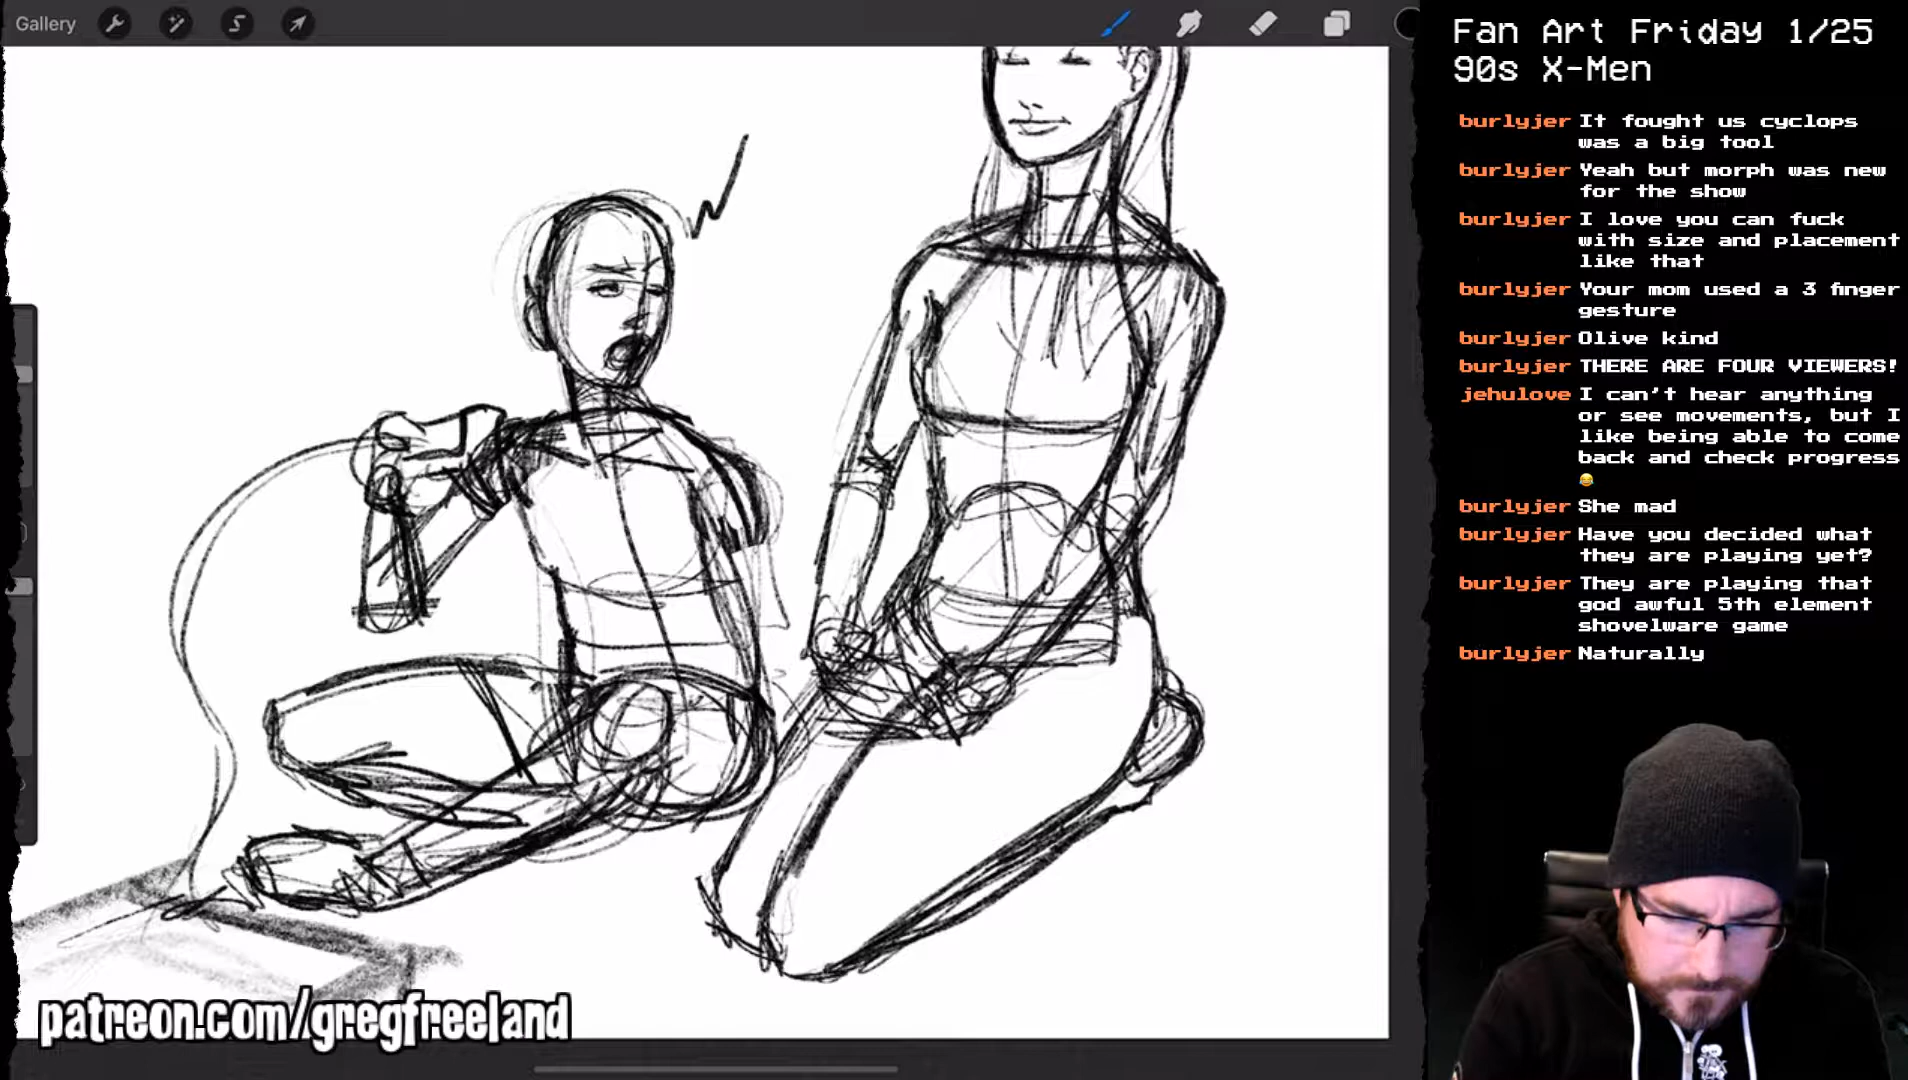 Gallery
Fan Art Friday 1/25
90s X-Men
burlyjer It fought us cyclops
was a big tool
burlyjer Yeah but morph was new
for the show
burlyjer I love you can fuck
with size and placement
like that
burlyjer Your mom used a 3 finger
gesture
burlyjer Olive kind
burlyjer THERE ARE FOUR VIEWERS!
jehulove I can't hear anything
or see movements, but I
like being able to come
back and check progress
😂
burlyjer She mad
burlyjer Have you decided what
they are playing yet?
burlyjer They are playing that
god awful 5th element
shovelware game
burlyjer Naturally
patreon.com/gregfreeland